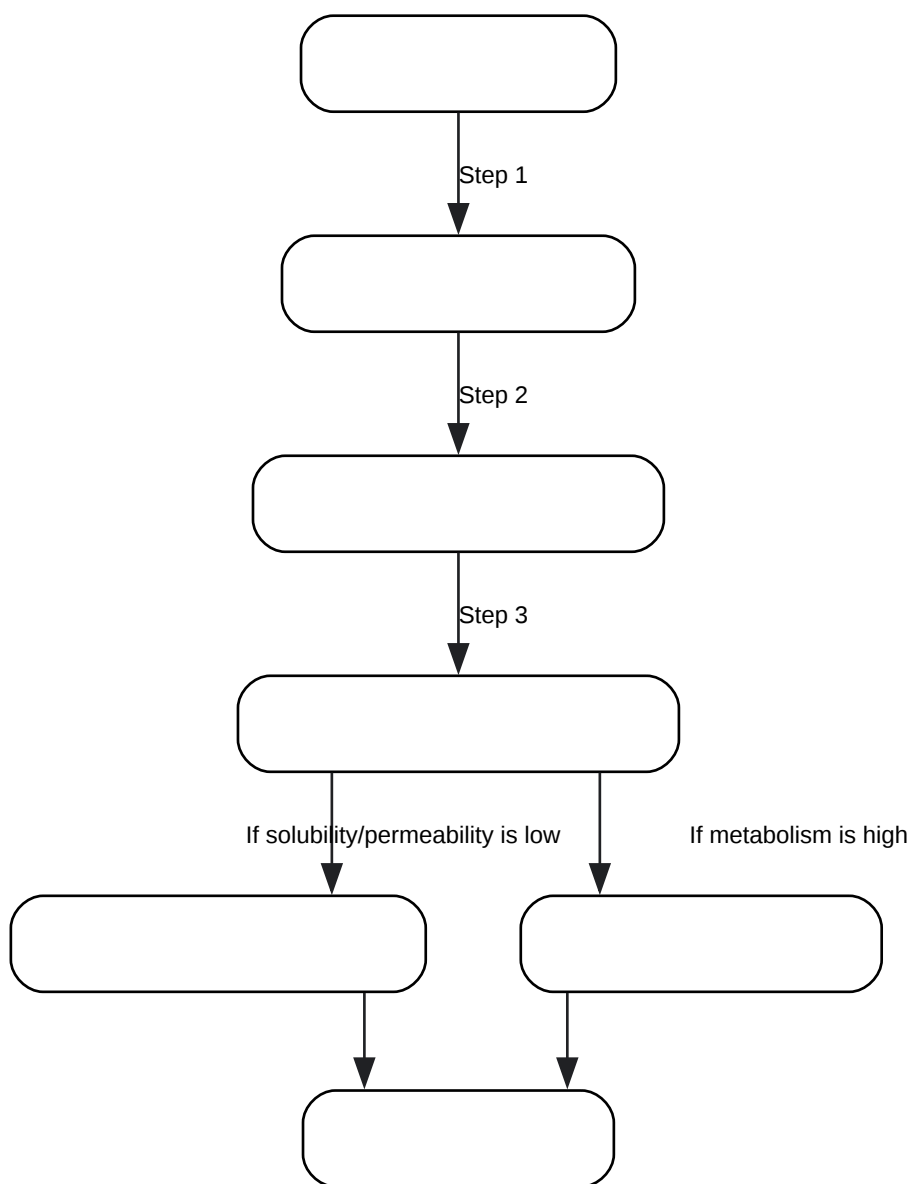 Step 1
Step 2
Step 3
If solubility/permeability is low
If metabolism is high